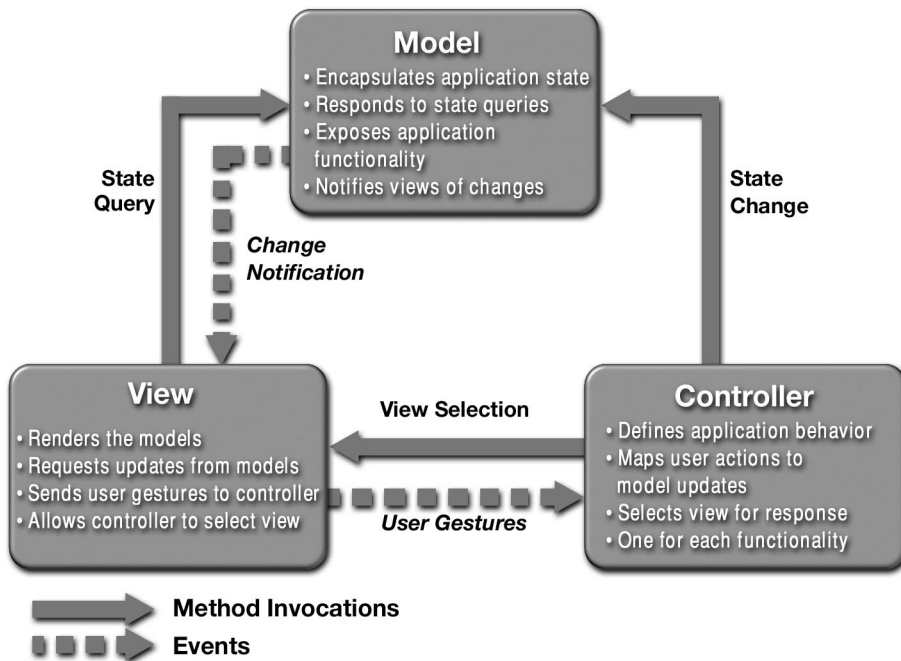 Model
• Encapsulates application state
• Responds to state queries
• Exposes application
functionality
• Notifies views of changes
State
Query
State
Change
Change
Notification
View
• Renders the models
• Requests updates from models
• Sends user gestures to controller
• Allows controller to select view
View Selection
User Gestures
Controller
• Defines application behavior
• Maps user actions to
model updates
• Selects view for response
• One for each functionality
Method Invocations
Events